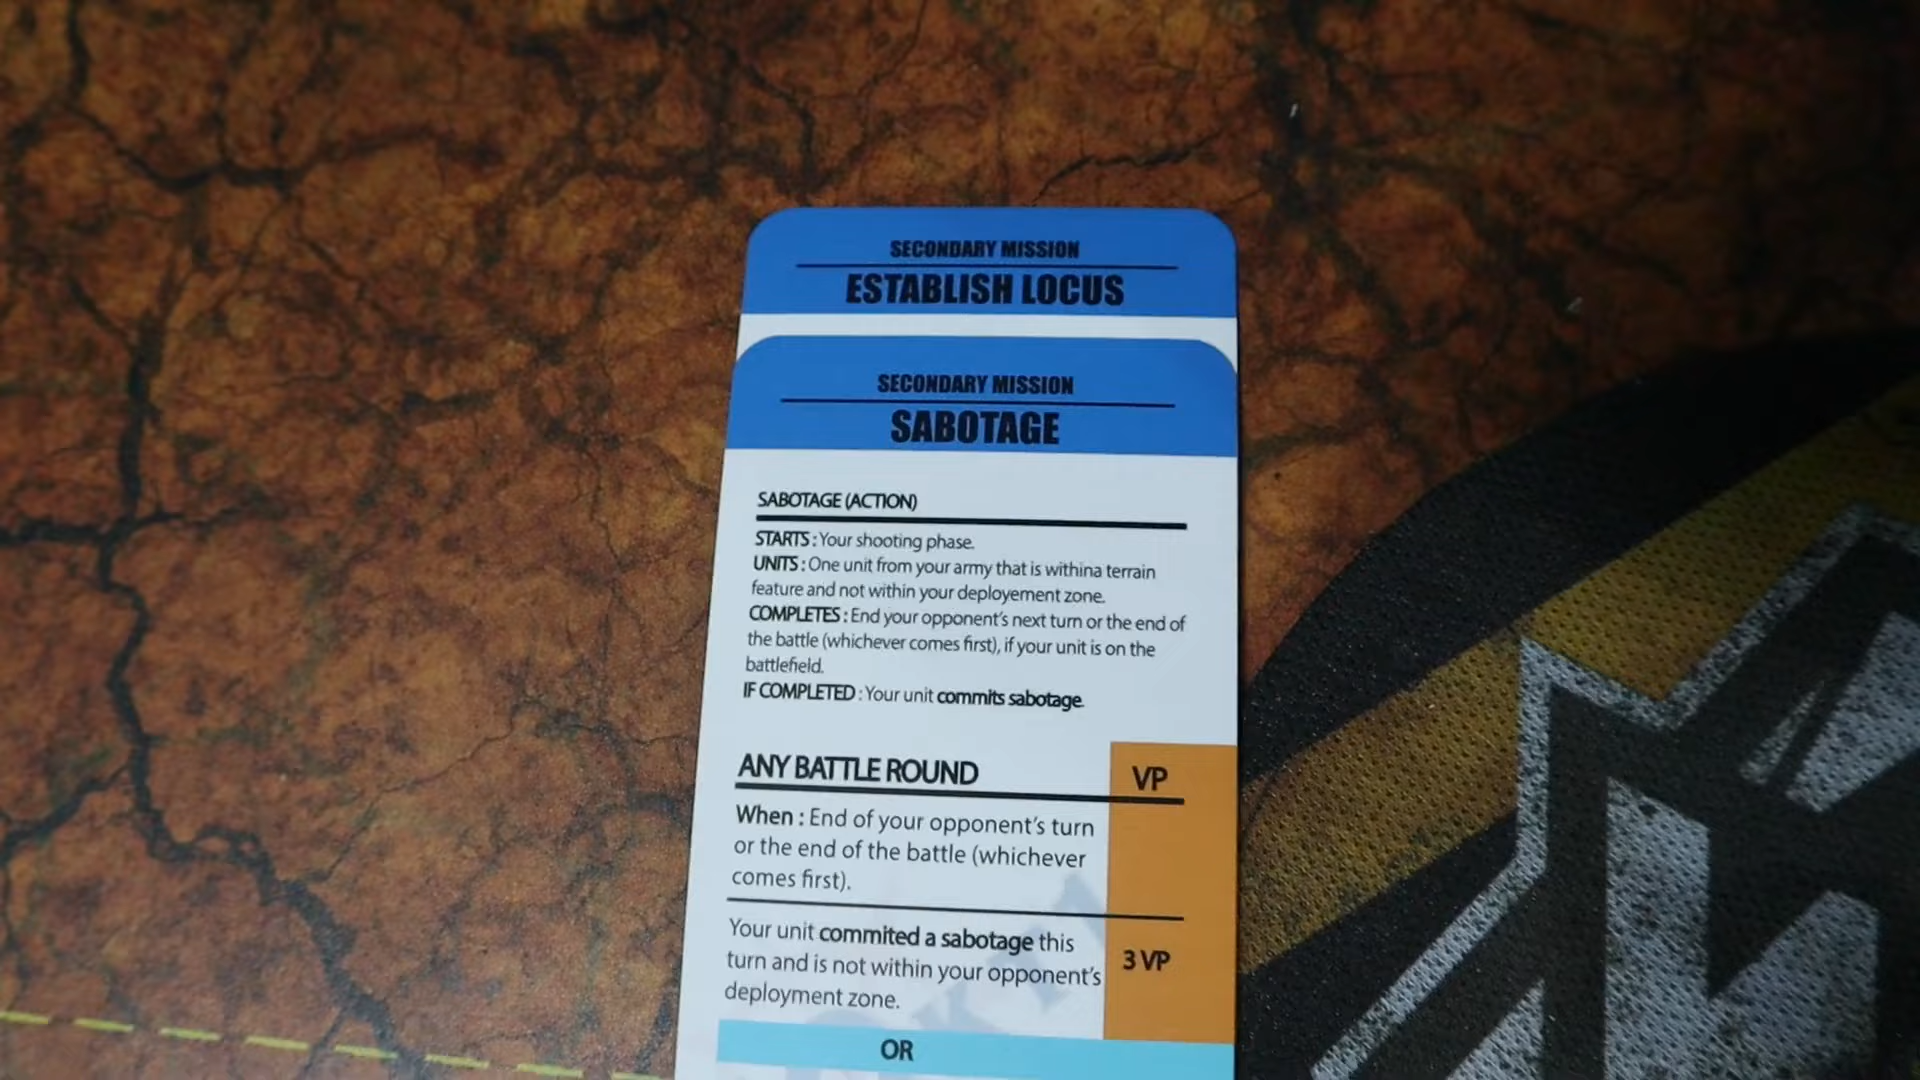 SECONDARY MISSION
ESTABLISH LOCUS
SECONDARY MISSION
SABOTAGE
SABOTAGE (ACTION)
STARTS : Your shooting phase.
UNITS : One unit from your army that is withina terrain
feature and not within your deployement zone.
COMPLETES : End your opponent's next turn or the end of
the battle (whichever comes first), if your unit is on the
battlefield.
IF COMPLETED : Your unit commits sabotage.
ANY BATTLE ROUND
VP
When : End of your opponent's turn
or the end of the battle (whichever
comes first).
Your unit commited a sabotage this
turn and is not within your opponent's
deployment zone.
3 VP
OR